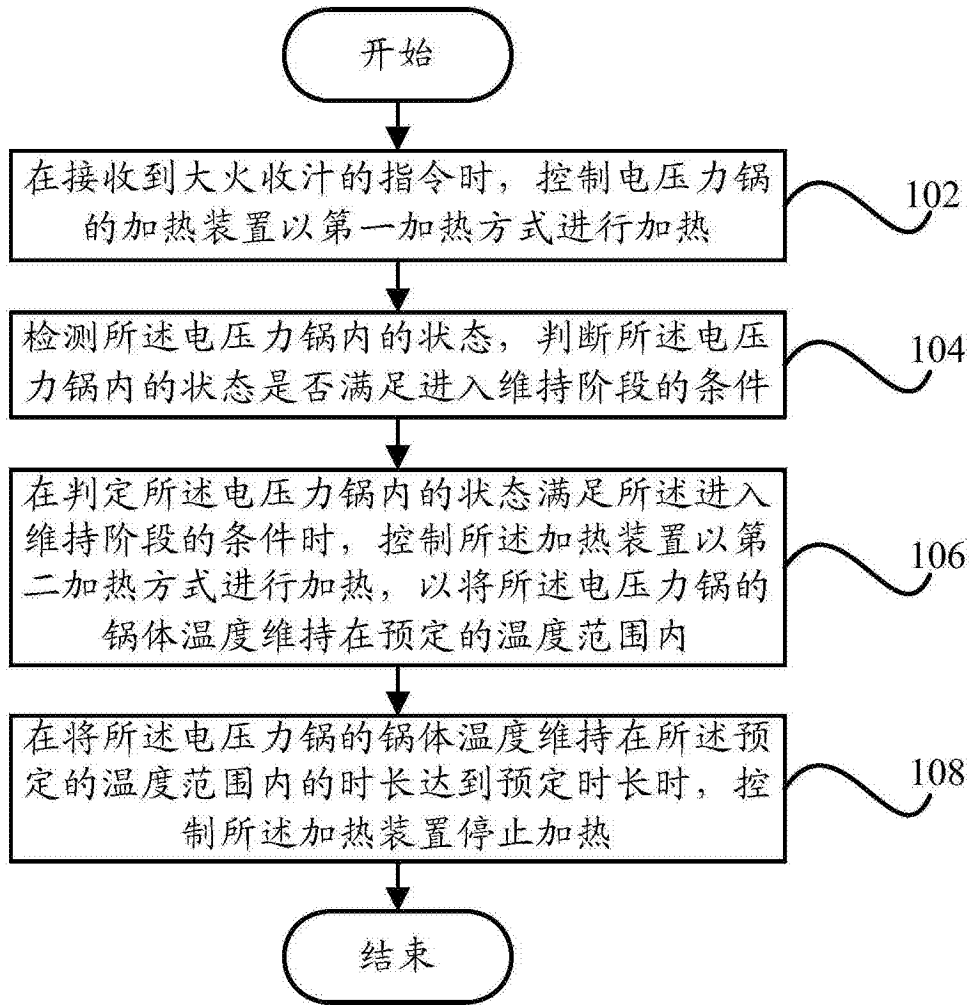 开始
在接收到大火收汁的指令时，控制电压力锅
的加热装置以第一加热方式进行加热
102
检测所述电压力锅内的状态，判断所述电压
力锅内的状态是否满足进入维持阶段的条件
104
在判定所述电压力锅内的状态满足所述进入
维持阶段的条件时，控制所述加热装置以第
二加热方式进行加热，以将所述电压力锅的
锅体温度维持在预定的温度范围内
106
在将所述电压力锅的锅体温度维持在所述预
定的温度范围内的时长达到预定时长时，控
制所述加热装置停止加热
108
结束